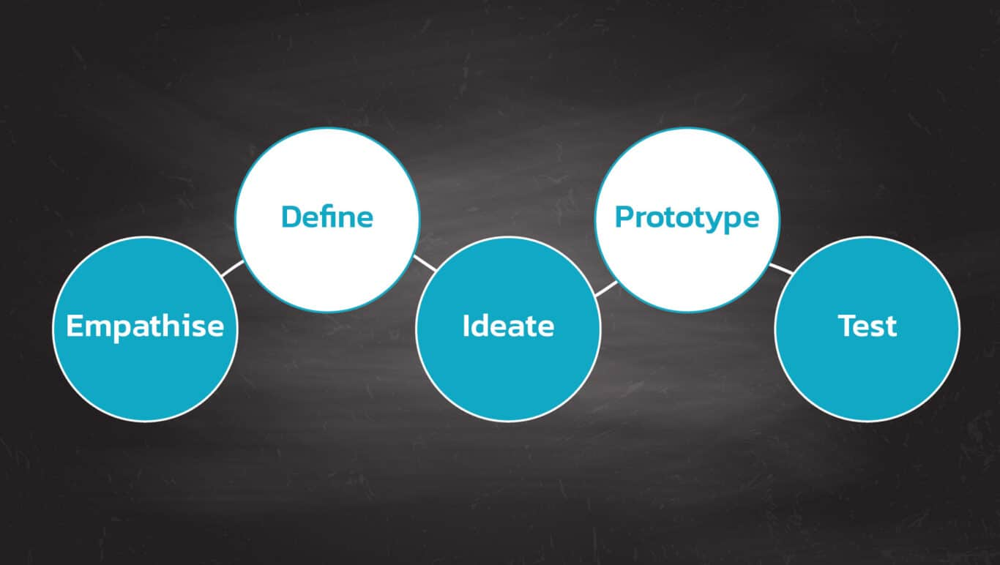 Empathise
Define
Ideate
Prototype
Test